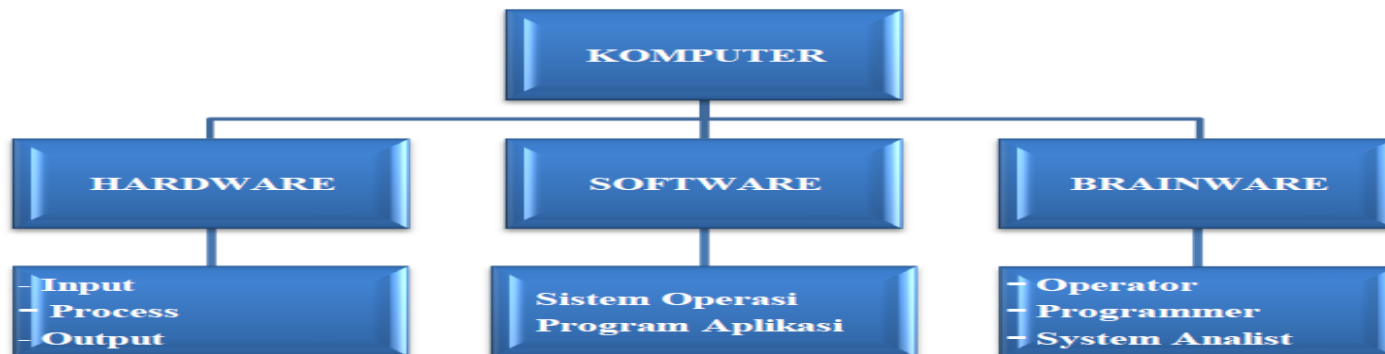 KOMPUTER
HARDWARE
SOFTWARE
BRAINWARE
- Input
- Process
- Output
Sistem Operasi
Program Aplikasi
- Operator
- Programmer
- System Analist